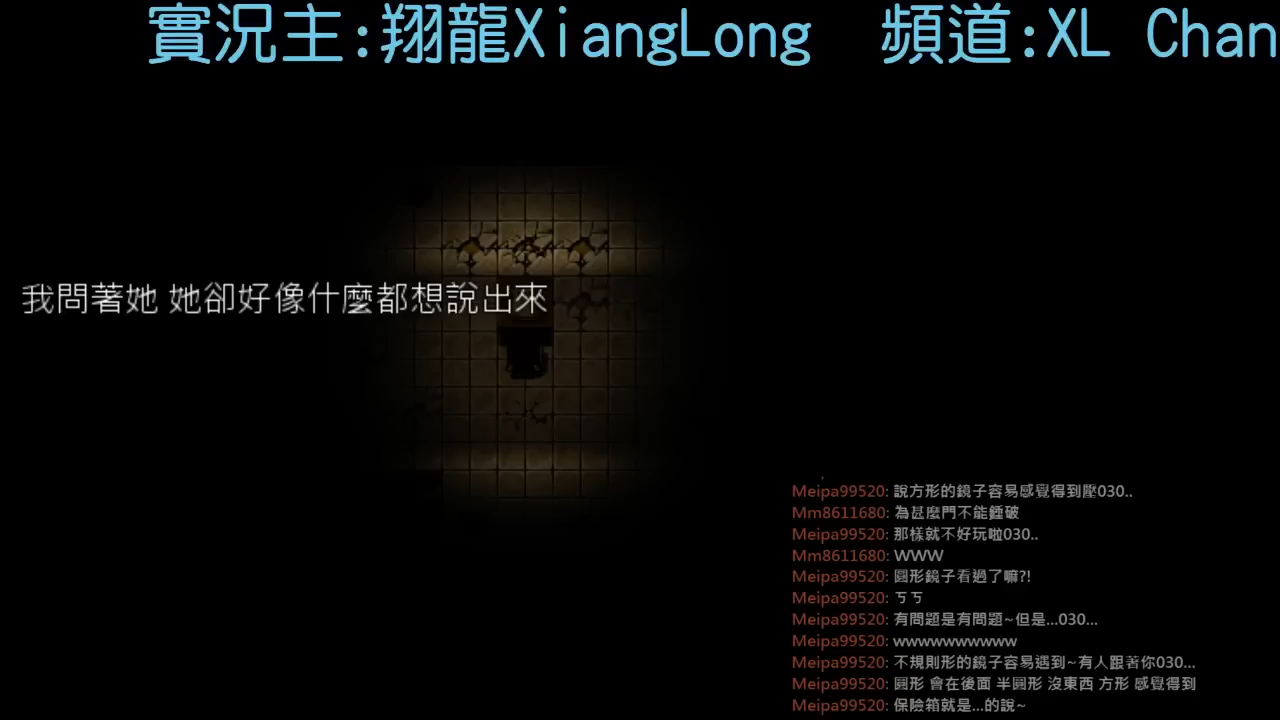 實況主:翔龍XiangLong 頻道:XL Chan
我問著她 她卻好像什麼都想說出來
Meipa99520: 說方形的鏡子容易感覺得到壓030..
Mm8611680: 為甚麼門不能錘破
Meipa99520: 那樣就不好玩啦030..
Mm8611680: WWW
Meipa99520: 圓形鏡子看過了嘛?!
Meipa99520: ㄎㄎ
Meipa99520: 有問題是有問題~但是...030...
Meipa99520: wwwwwwwwww
Meipa99520: 不規則形的鏡子容易遇到~有人跟著你030...
Meipa99520: 圓形 會在後面 半圓形 沒東西 方形 感覺得到
Meipa99520: 保險箱就是...的說~